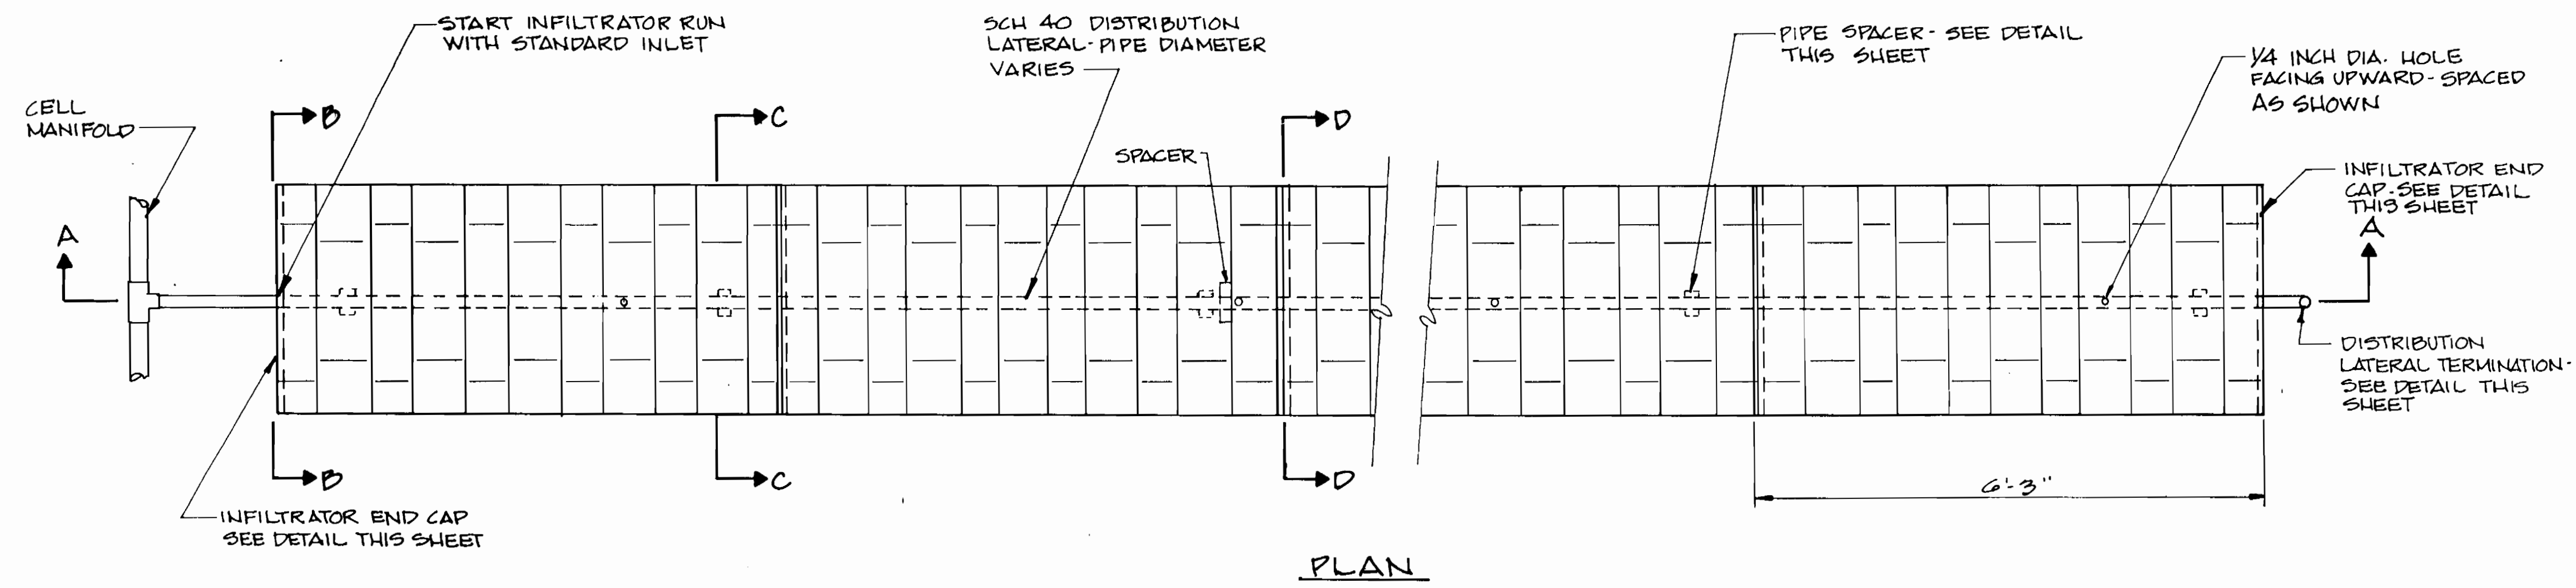 START INFILTRATOR RUN
WITH STANDARD INLET
SCH 40 DISTRIBUTION
LATERAL-PIPE DIAMETER
VARIES
PIPE SPACER - SEE DETAIL
THIS SHEET
1/4 INCH DIA. HOLE
FACING UPWARD - SPACED
AS SHOWN
CELL
MANIFOLD
B
C
D
SPACER
INFILTRATOR END
CAP-SEE DETAIL
THIS SHEET
A
A
DISTRIBUTION
LATERAL TERMINATION-
SEE DETAIL THIS
SHEET
B
C
D
6'-3"
INFILTRATOR END CAP
SEE DETAIL THIS SHEET
PLAN